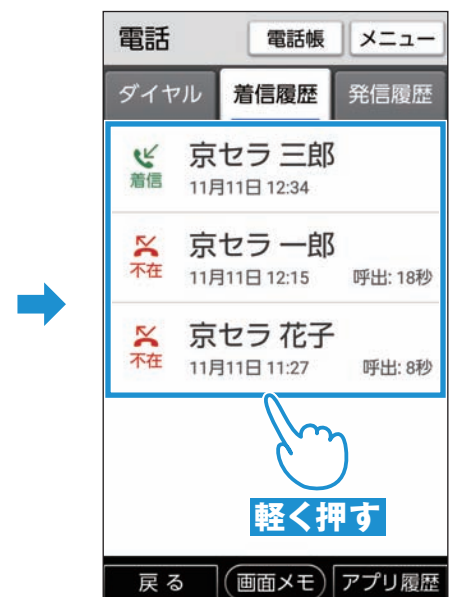 電話 電話帳 メニュー
ダイヤル 着信履歴 発信履歴
京セラ 三郎
着信 11月11日 12:34
京セラ 一郎
不在 11月11日 12:15 呼出: 18秒
京セラ 花子
不在 11月11日 11:27 呼出: 8秒
軽く押す
戻る 画面メモ アプリ履歴